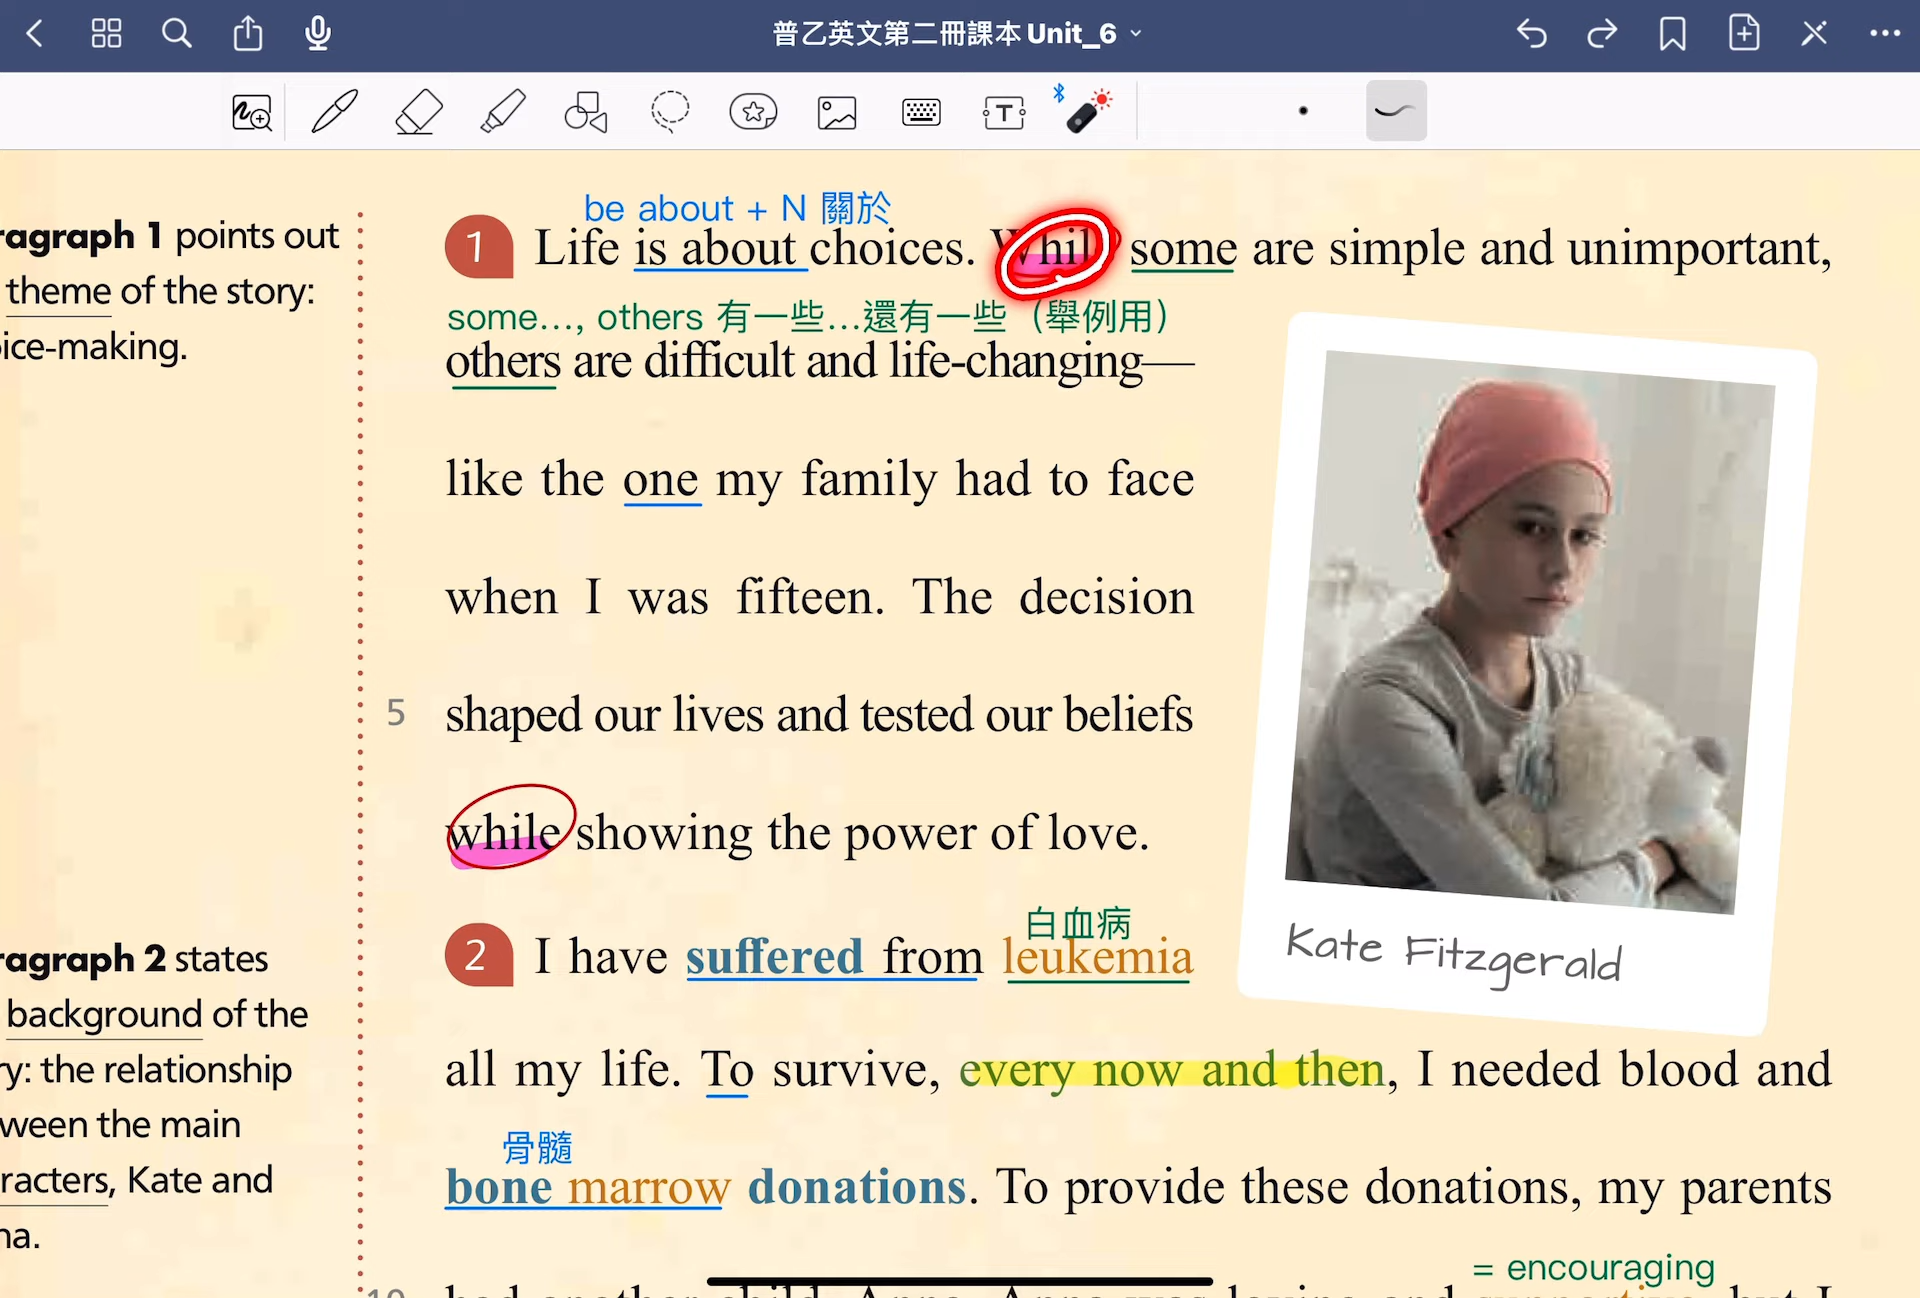 普乙英文第二冊課本 Unit_6
ragraph 1 points out
theme of the story:
ice-making.
be about + N 關於
1 Life is about choices. While some are simple and unimportant,
some..., others 有一些...還有一些（舉例用）
others are difficult and life-changing—
like the one my family had to face
when I was fifteen. The decision
5 shaped our lives and tested our beliefs
while showing the power of love.
Kate Fitzgerald
ragraph 2 states
background of the
ry: the relationship
ween the main
racters, Kate and
na.
白血病
2 I have suffered from leukemia
all my life. To survive, every now and then, I needed blood and
骨髓
bone marrow donations. To provide these donations, my parents
= encouraging